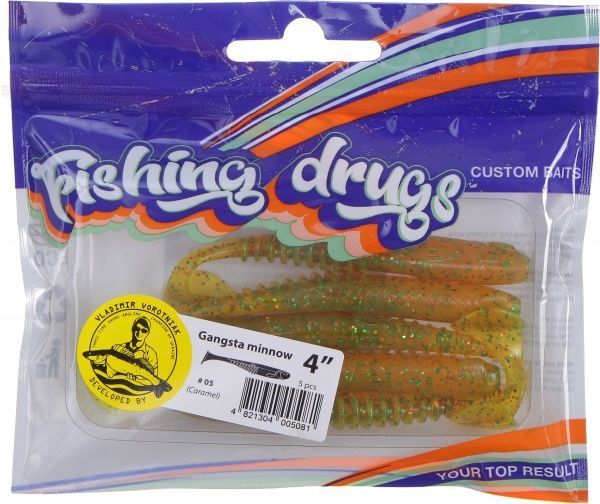 Fishing drugs
CUSTOM BAITS
VLADIMIR VOROTNIAK
DEVELOPED BY
Gangsta minnow 4"
# 05
(Caramel)
5 pcs
4 821304 005081
YOUR TOP RESULT